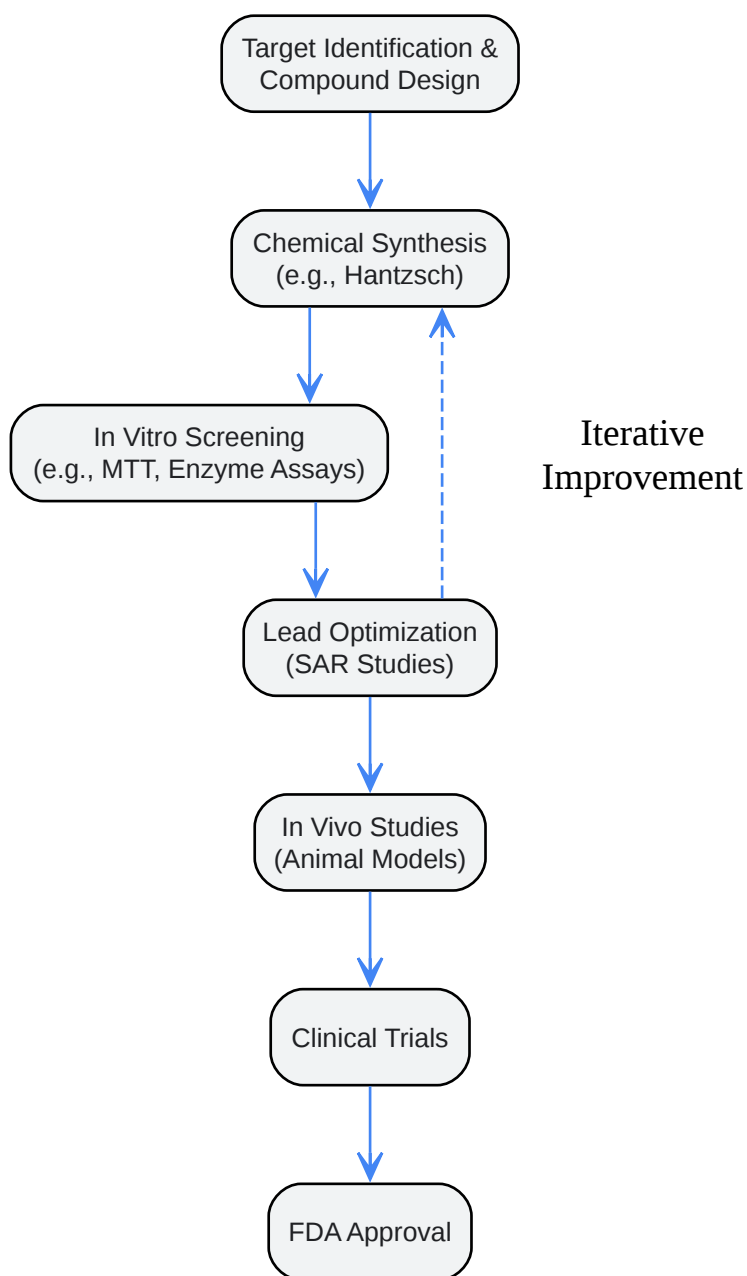 Target Identification &
Compound Design
Chemical Synthesis
(e.g., Hantzsch)
In Vitro Screening
(e.g., MTT, Enzyme Assays)
Iterative
Improvement
Lead Optimization
(SAR Studies)
In Vivo Studies
(Animal Models)
Clinical Trials
FDA Approval